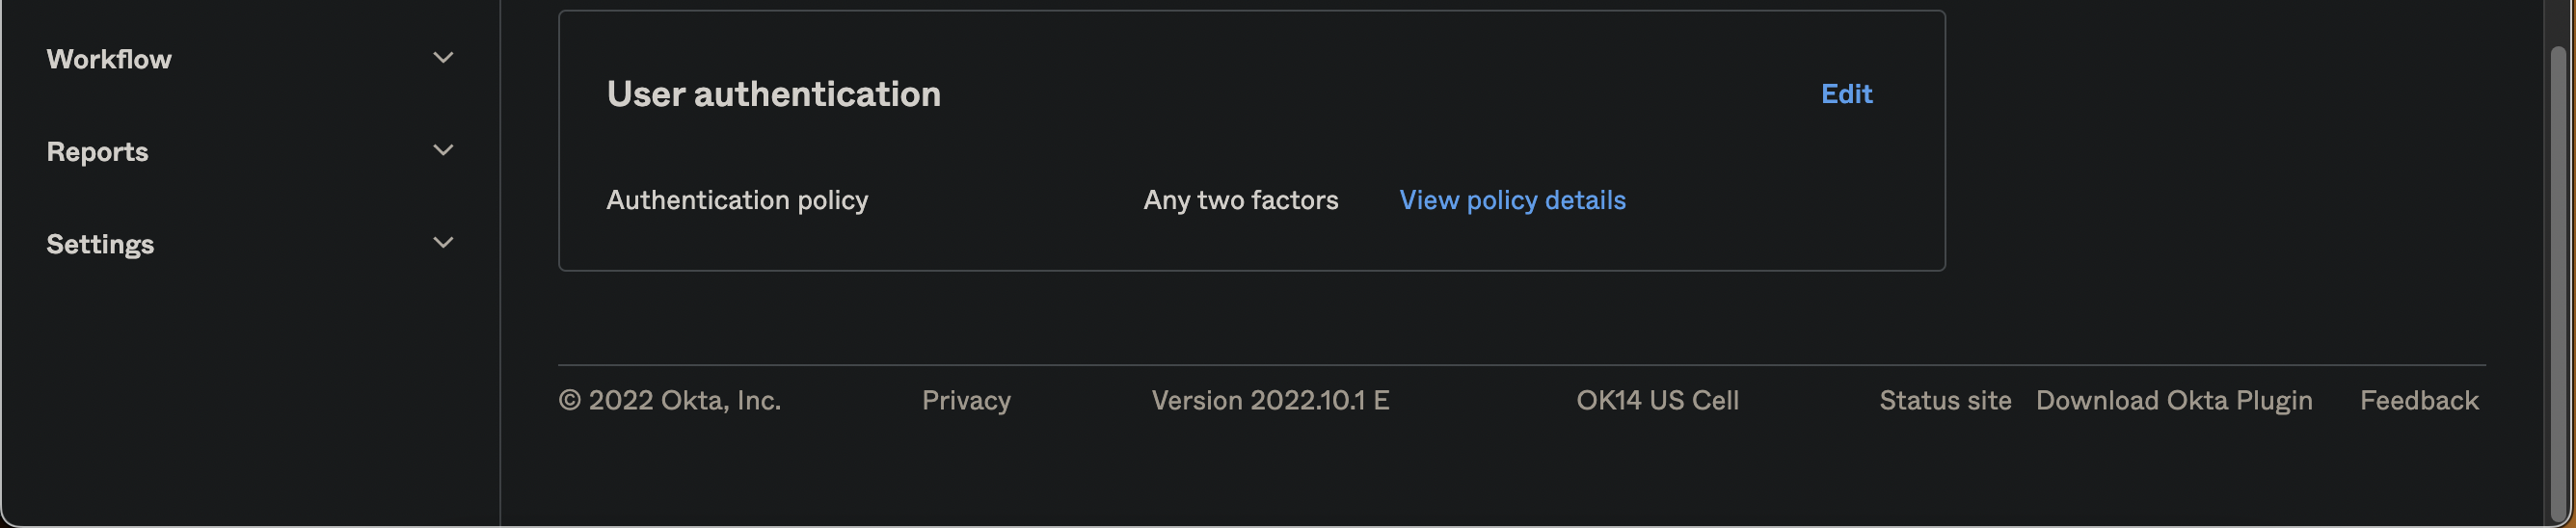 Workflow
Reports
Settings
User authentication
Edit
Authentication policy
Any two factors
View policy details
© 2022 Okta, Inc.
Privacy
Version 2022.10.1 E
OK14 US Cell
Status site
Download Okta Plugin
Feedback